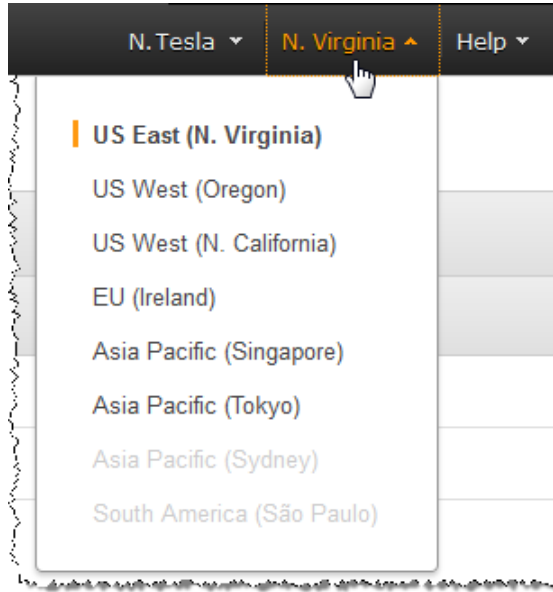 N. Tesla N. Virginia Help
US East (N. Virginia)
US West (Oregon)
US West (N. California)
EU (Ireland)
Asia Pacific (Singapore)
Asia Pacific (Tokyo)
Asia Pacific (Sydney)
South America (São Paulo)